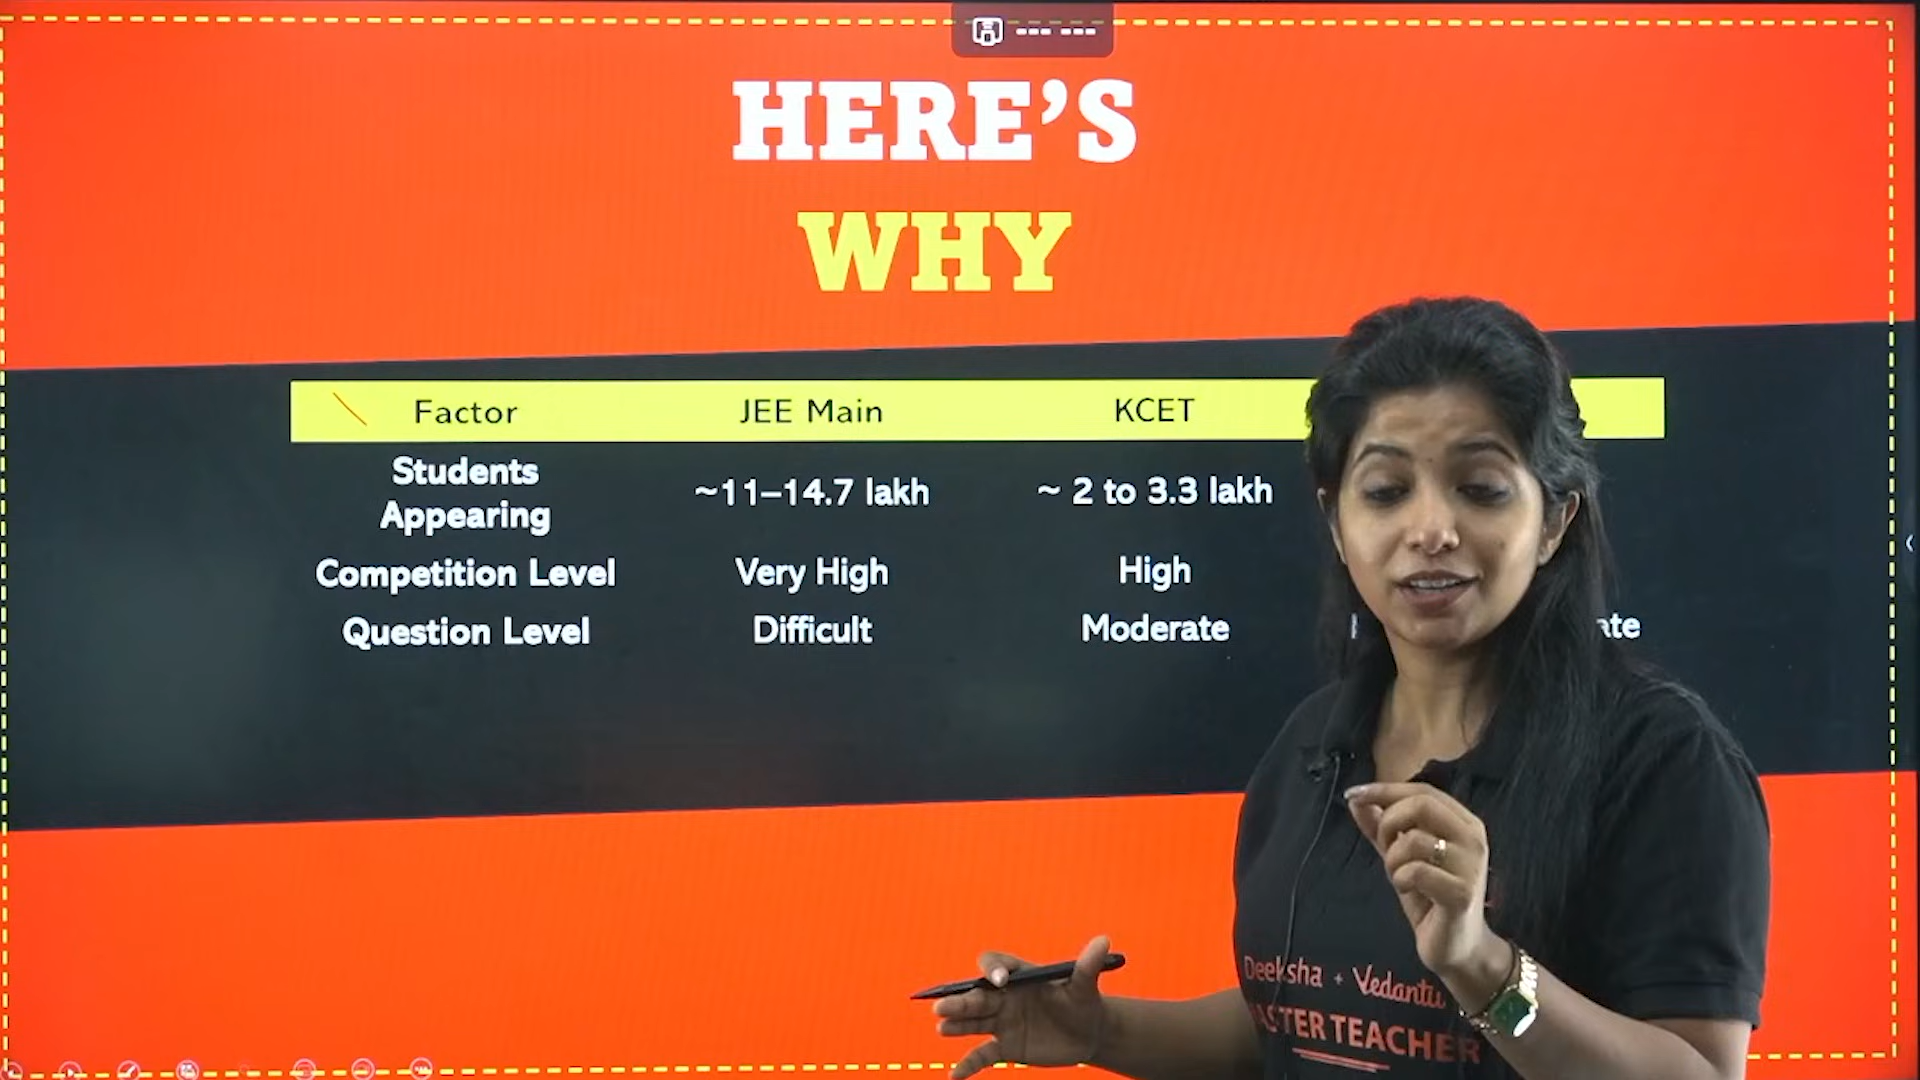 HERE'S
WHY
Factor JEE Main KCET
Students
Appearing
~11–14.7 lakh ~ 2 to 3.3 lakh
Competition Level Very High High
Question Level Difficult Moderate
Deeksha + Vedantu
MASTER TEACHER